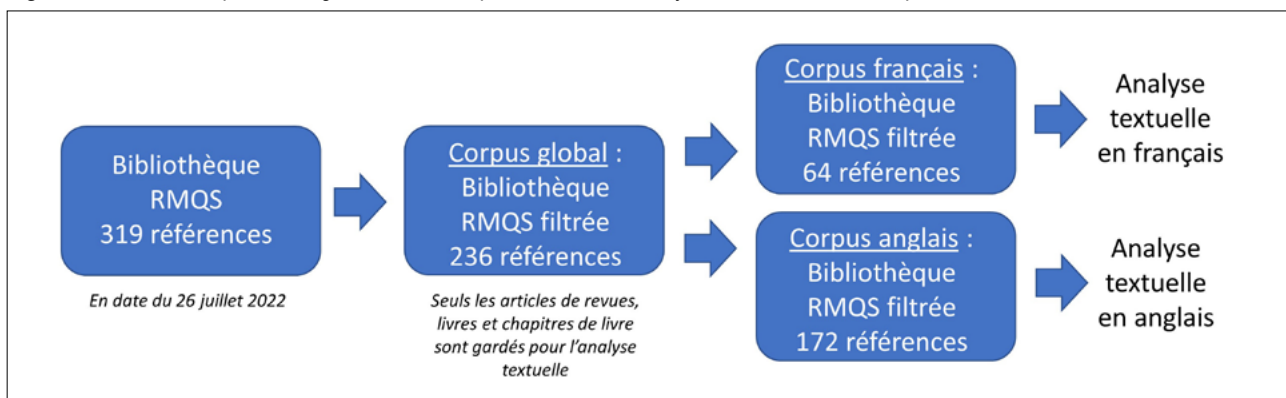 Bibliothèque
RMQS
319 références
En date du 26 juillet 2022
Corpus global :
Bibliothèque
RMQS filtrée
236 références
Seuls les articles de revues,
livres et chapitres de livre
sont gardés pour l’analyse
textuelle
Corpus français :
Bibliothèque
RMQS filtrée
64 références
Analyse
textuelle
en français
Corpus anglais :
Bibliothèque
RMQS filtrée
172 références
Analyse
textuelle
en anglais